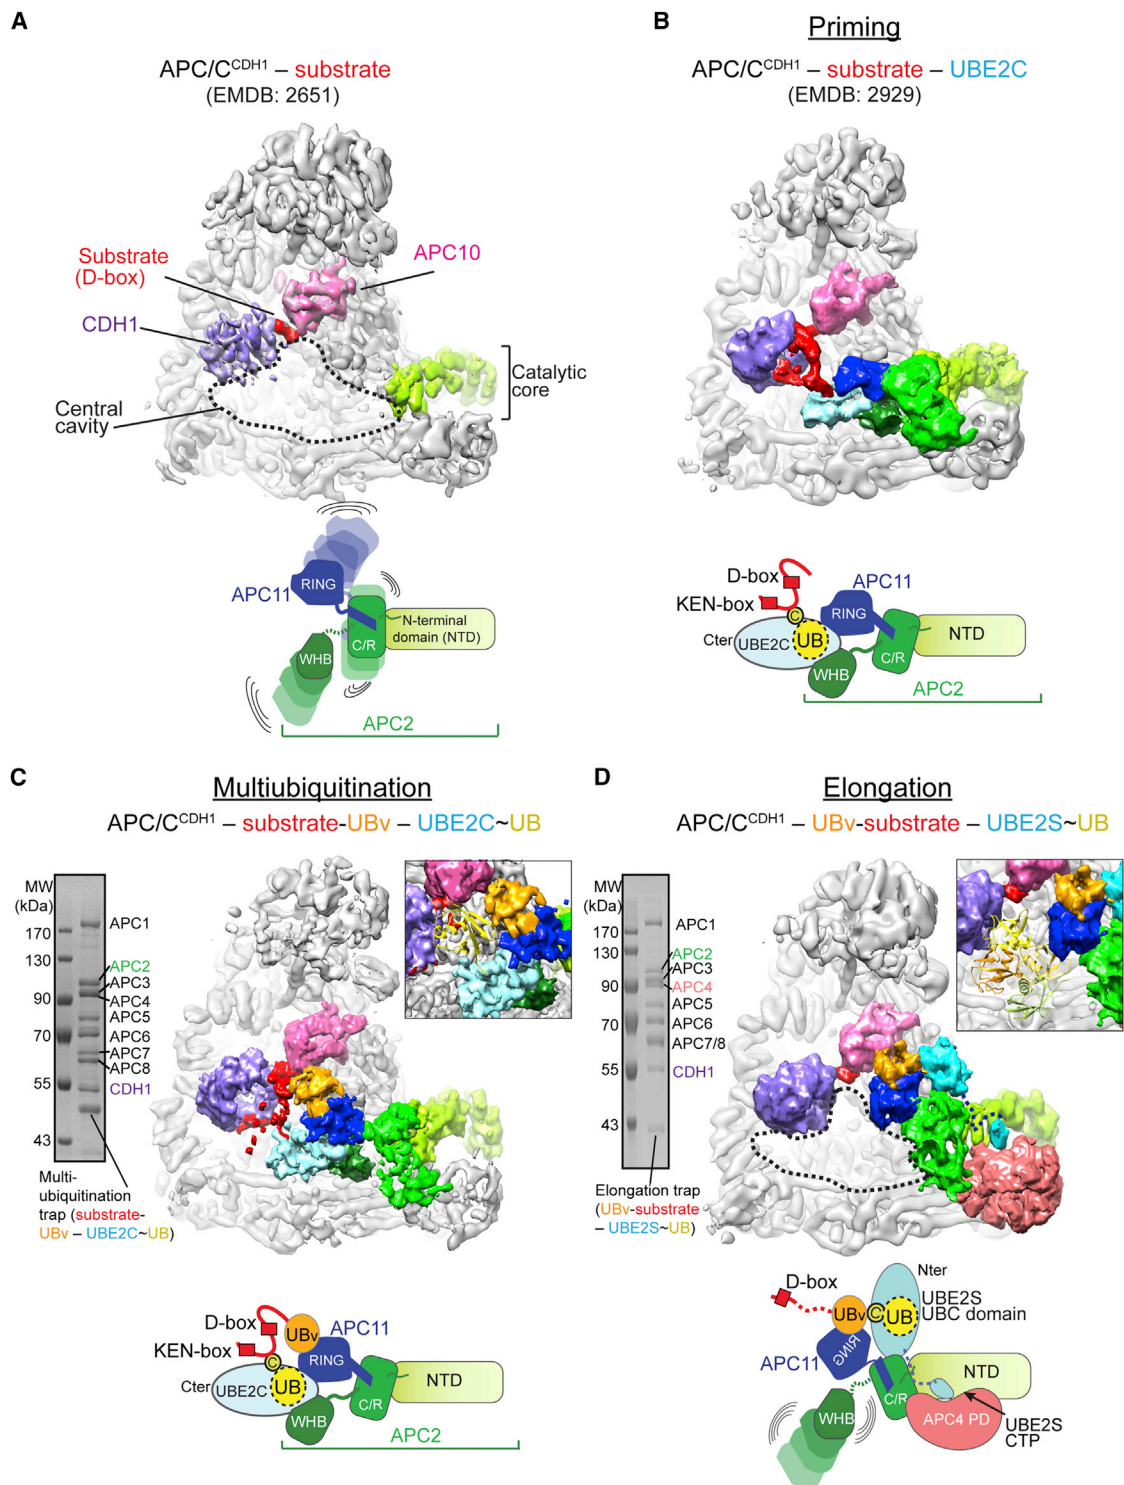 A
APC/C^CDH1 – substrate
(EMDB: 2651)
Substrate
(D-box)
APC10
CDH1
Central
cavity
Catalytic
core
APC11
RING
C/R
N-terminal
domain (NTD)
WHB
APC2
B
Priming
APC/C^CDH1 – substrate – UBE2C
(EMDB: 2929)
D-box
KEN-box
APC11
C
RING
Cter
UBE2C
UB
WHB
C/R
NTD
APC2
C
Multiubiquitination
APC/C^CDH1 – substrate-UBv – UBE2C~UB
MW
(kDa)
170
130
90
70
55
43
APC1
APC2
APC3
APC4
APC5
APC6
APC7
APC8
CDH1
Multi-
ubiquitination
trap (substrate-
UBv – UBE2C~UB)
D-box
KEN-box
UBv
APC11
C
RING
Cter
UBE2C
UB
WHB
C/R
NTD
APC2
D
Elongation
APC/C^CDH1 – UBv-substrate – UBE2S~UB
MW
(kDa)
170
130
90
70
55
43
APC1
APC2
APC3
APC4
APC5
APC6
APC7/8
CDH1
Elongation trap
(UBv-substrate
– UBE2S~UB)
D-box
UBv
C
UB
Nter
UBE2S
UBC domain
RING
APC11
C/R
NTD
WHB
APC4 PD
UBE2S
CTP